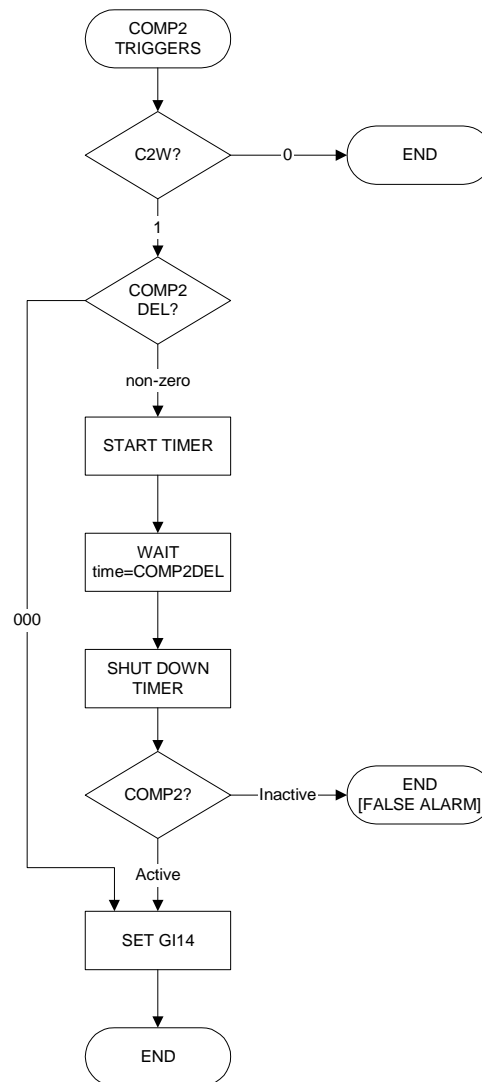 COMP2
TRIGGERS
C2W?
0
END
1
COMP2
DEL?
non-zero
START TIMER
WAIT
time=COMP2DEL
000
SHUT DOWN
TIMER
COMP2?
Inactive
END
[FALSE ALARM]
Active
SET GI14
END